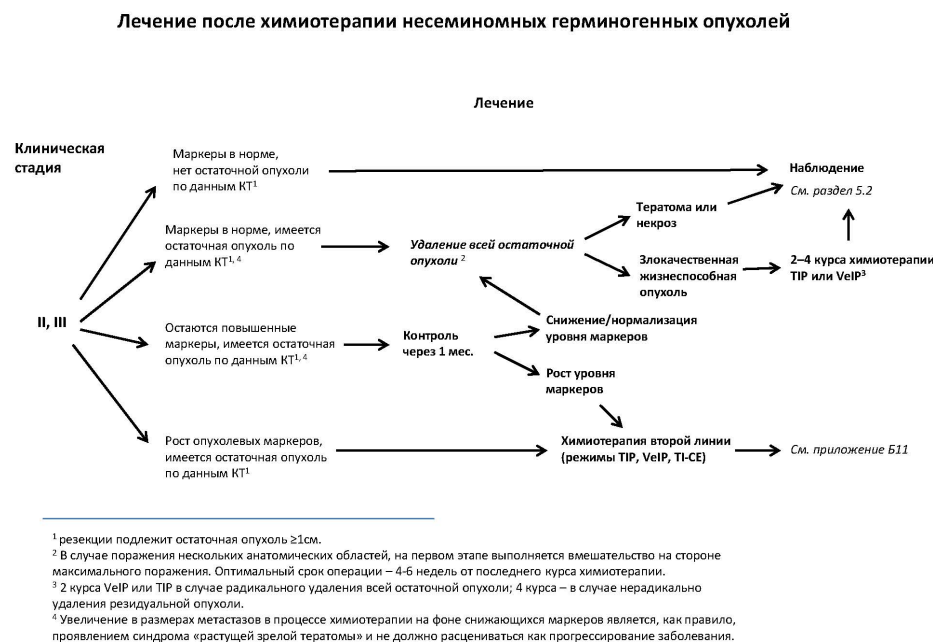 Лечение после химиотерапии несеминомных герминогенных опухолей
Лечение
Клиническая
стадия
Маркеры в норме,
нет остаточной опухоли
по данным КТ1
Наблюдение
См. раздел 5.2
Маркеры в норме, имеется
остаточная опухоль по
данным КТ1, 4
Удаление всей остаточной
опухоли 2
Тератома или
некроз
Злокачественная
жизнеспособная
опухоль
2–4 курса химиотерапии
TIP или VeIP3
II, III
Остаются повышенные
маркеры, имеется остаточная
опухоль по данным КТ1, 4
Контроль
через 1 мес.
Снижение/нормализация
уровня маркеров
Рост уровня
маркеров
Рост опухолевых маркеров,
имеется остаточная опухоль
по данным КТ1
Химиотерапия второй линии
(режимы TIP, VeIP, TI-CE)
См. приложение Б11
1 резекции подлежит остаточная опухоль ≥1см.
2 В случае поражения нескольких анатомических областей, на первом этапе выполняется вмешательство на стороне
максимального поражения. Оптимальный срок операции – 4-6 недель от последнего курса химиотерапии.
3 2 курса VeIP или TIP в случае радикального удаления всей остаточной опухоли; 4 курса – в случае нерадикально
удаления резидуальной опухоли.
4 Увеличение в размерах метастазов в процессе химиотерапии на фоне снижающихся маркеров является, как правило,
проявлением синдрома «растущей зрелой тератомы» и не должно расцениваться как прогрессирование заболевания.